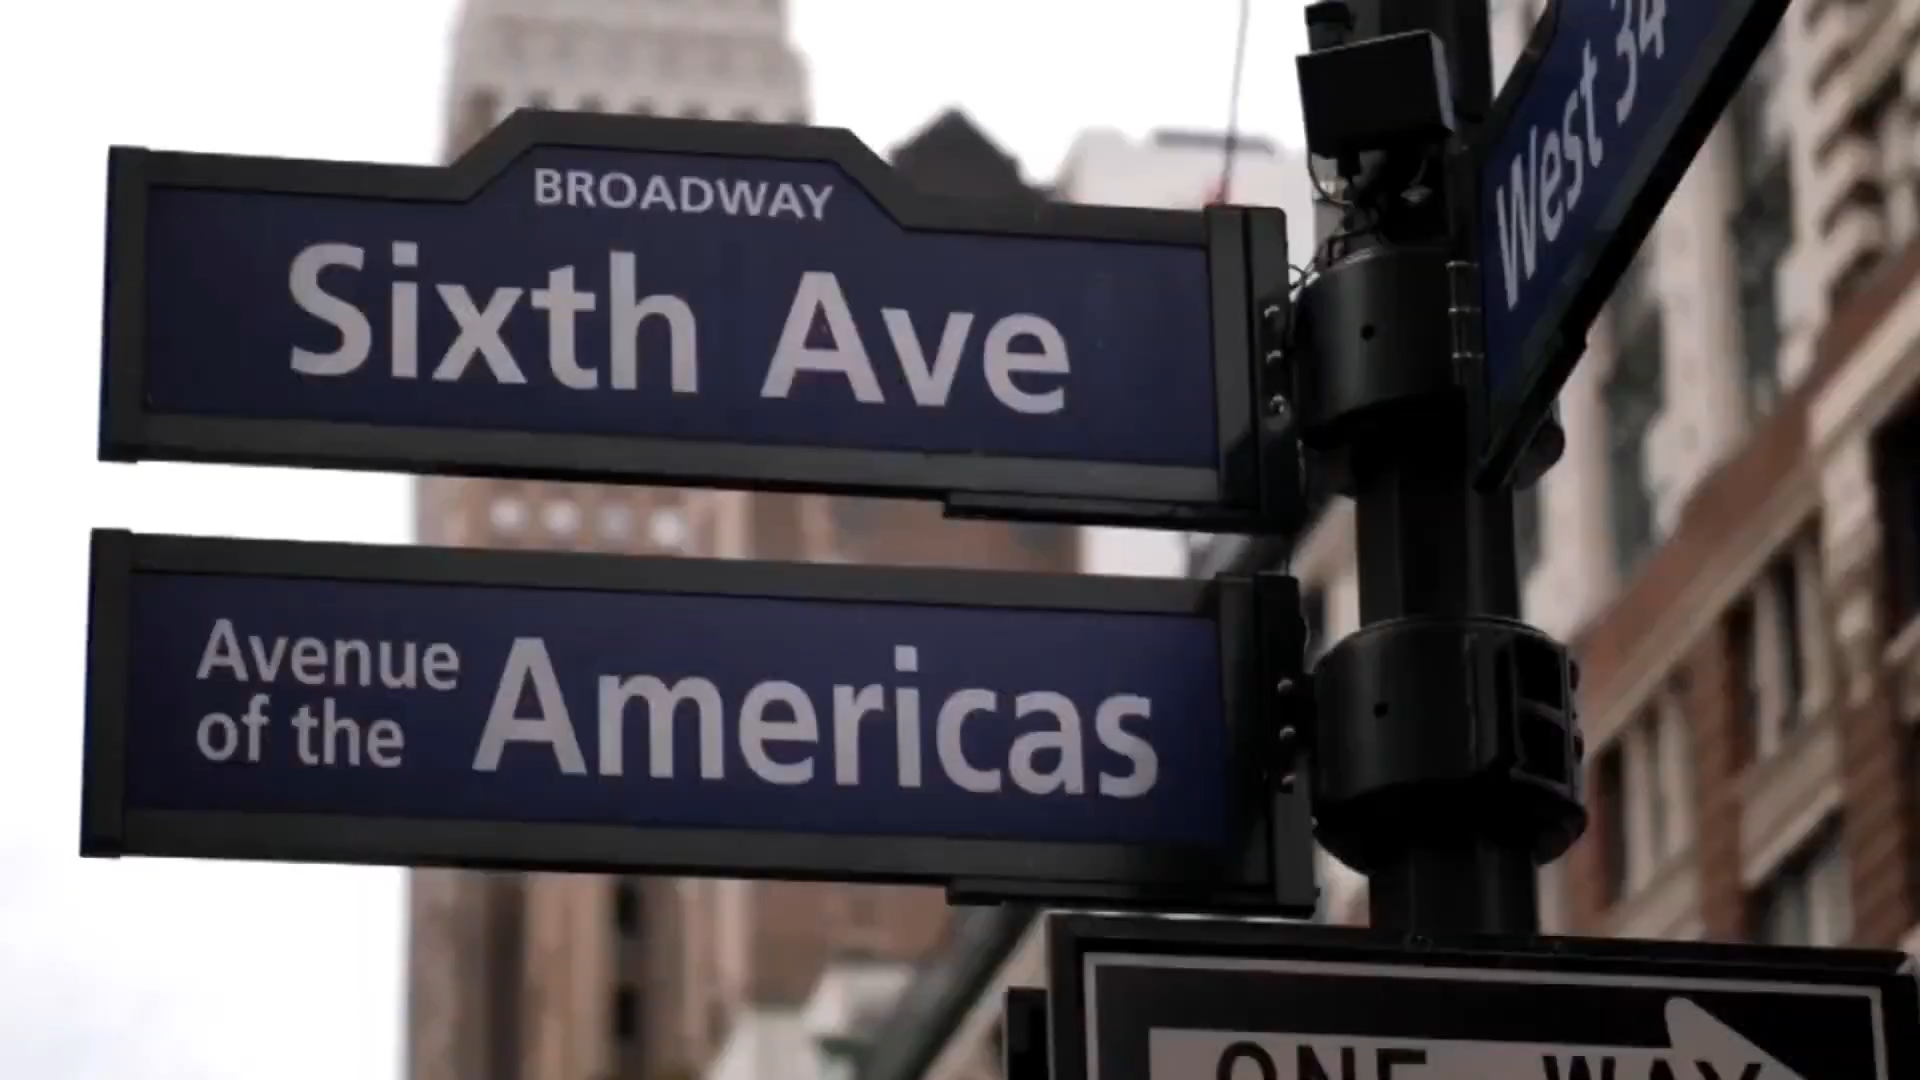 BROADWAY
Sixth Ave
Avenue
of the
Americas
West 34
ONE WAY